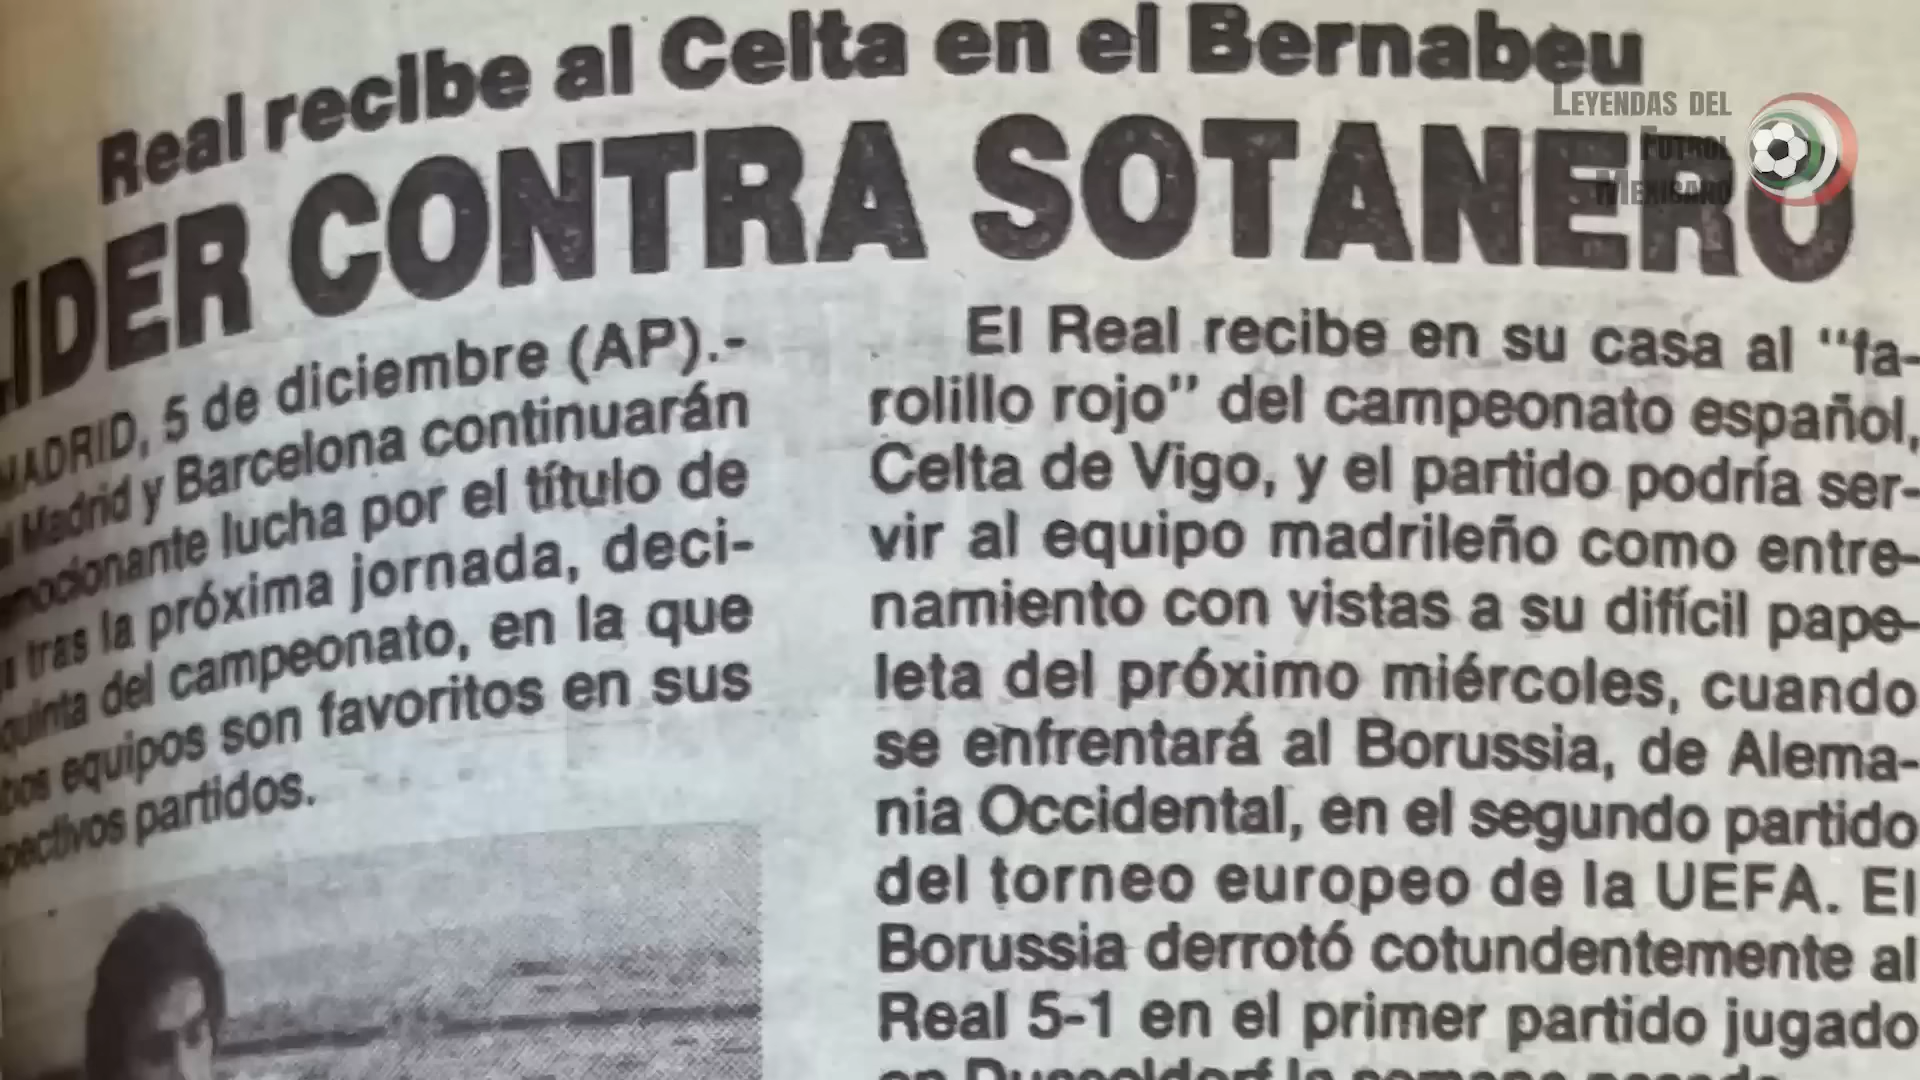 Real recibe al Celta en el Bernabeu
LIDER CONTRA SOTANERO
LEYENDAS DEL
FUTBOL
MEXICANO
MADRID, 5 de diciembre (AP).-
Madrid y Barcelona continuarán
emocionante lucha por el título de
tras la próxima jornada, deci-
quinta del campeonato, en la que
equipos son favoritos en sus
partidos.
El Real recibe en su casa al "fa-
rolillo rojo" del campeonato español,
Celta de Vigo, y el partido podría ser-
vir al equipo madrileño como entre-
namiento con vistas a su difícil pape-
leta del próximo miércoles, cuando
se enfrentará al Borussia, de Alema-
nia Occidental, en el segundo partido
del torneo europeo de la UEFA. El
Borussia derrotó cotundentemente al
Real 5-1 en el primer partido jugado
en Dusseldorf la semana pasada